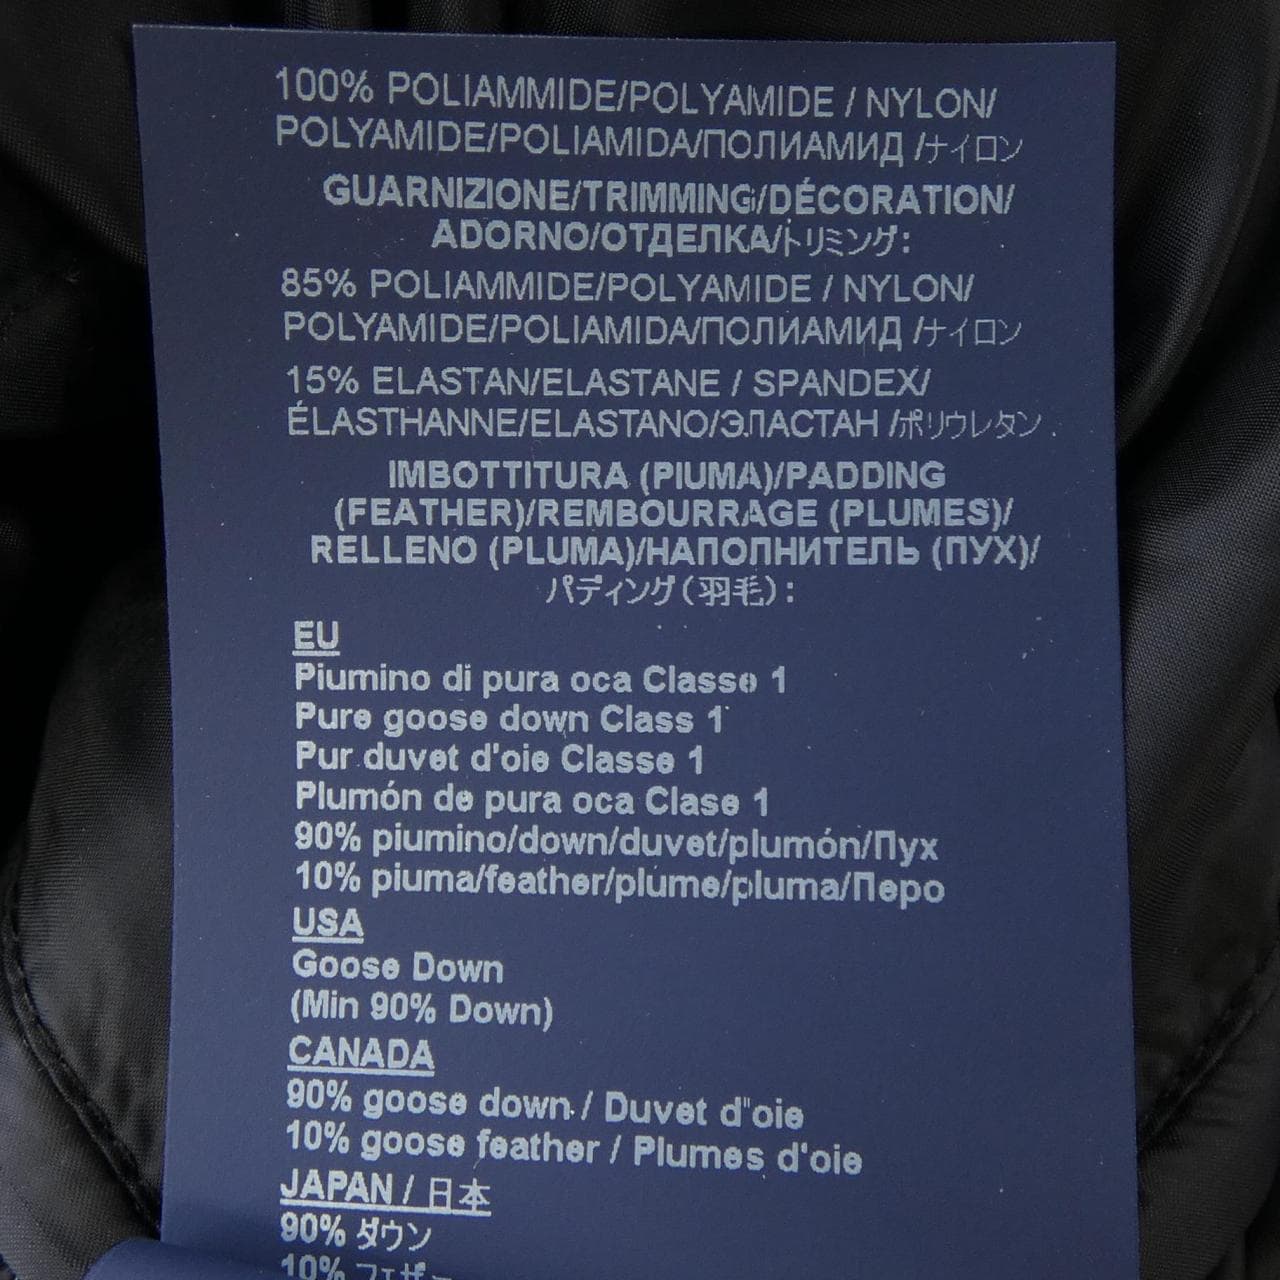 100% POLIAMMIDE/POLYAMIDE / NYLON/
POLYAMIDE/POLIAMIDA/ПОЛИАМИД /ナイロン
GUARNIZIONE/TRIMMING/DÉCORATION/
ADORNO/ОТДЕЛКА/トリミング:
85% POLIAMMIDE/POLYAMIDE / NYLON/
POLYAMIDE/POLIAMIDA/ПОЛИАМИД /ナイロン
15% ELASTAN/ELASTANE / SPANDEX/
ÉLASTHANNE/ELASTANO/ЭЛАСТАН /ポリウレタン
IMBOTTITURA (PIUMA)/PADDING
(FEATHER)/REMBOURRAGE (PLUMES)/
RELLENO (PLUMA)/НАПОЛНИТЕЛЬ (ПУХ)/
パディング(羽毛):
EU
Piumino di pura oca Classe 1
Pure goose down Class 1
Pur duvet d'oie Classe 1
Plumón de pura oca Clase 1
90% piumino/down/duvet/plumón/Пух
10% piuma/feather/plume/pluma/Перо
USA
Goose Down
(Min 90% Down)
CANADA
90% goose down / Duvet d"oie
10% goose feather / Plumes d'oie
JAPAN / 日本
90% ダウン
10% フェザー